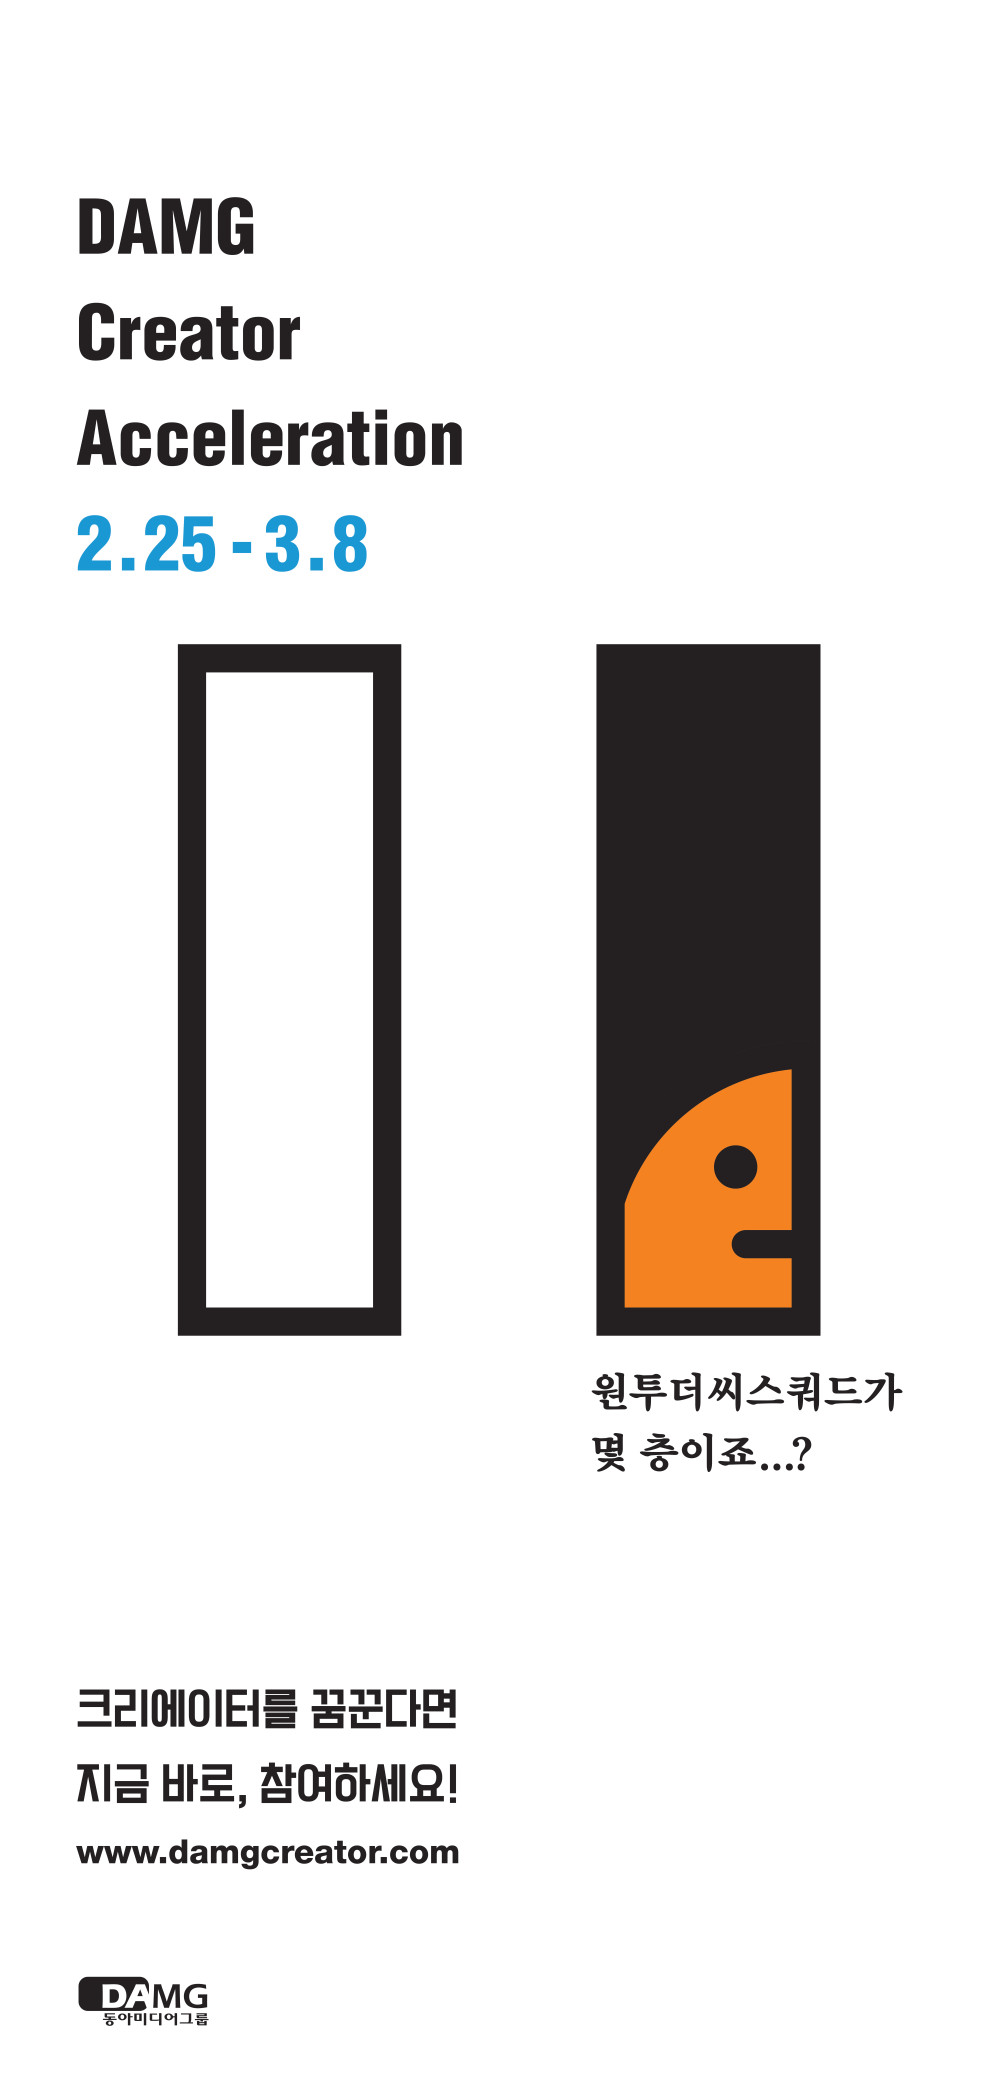 DAMG
Creator
Acceleration
2.25-3.8
원투더씨스쿼드가
몇 층이죠...?
크리에이터를 꿈꾼다면
지금 바로, 참여하세요!
www.damgcreator.com
DAMG
동아미디어그룹